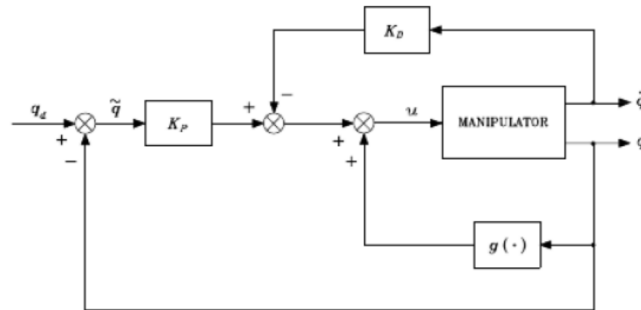 K_D
−
q_d
q̃
K_P
+
u
MANIPULATOR
q̇
+
−
+
+
q
g(·)